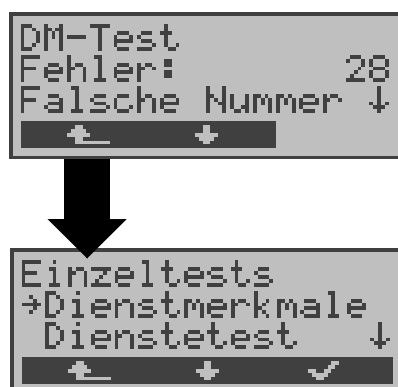 DM-Test
Fehler: 28
Falsche Nummer ↓
Einzeltests
→Dienstmerkmale
Dienstetest ↓